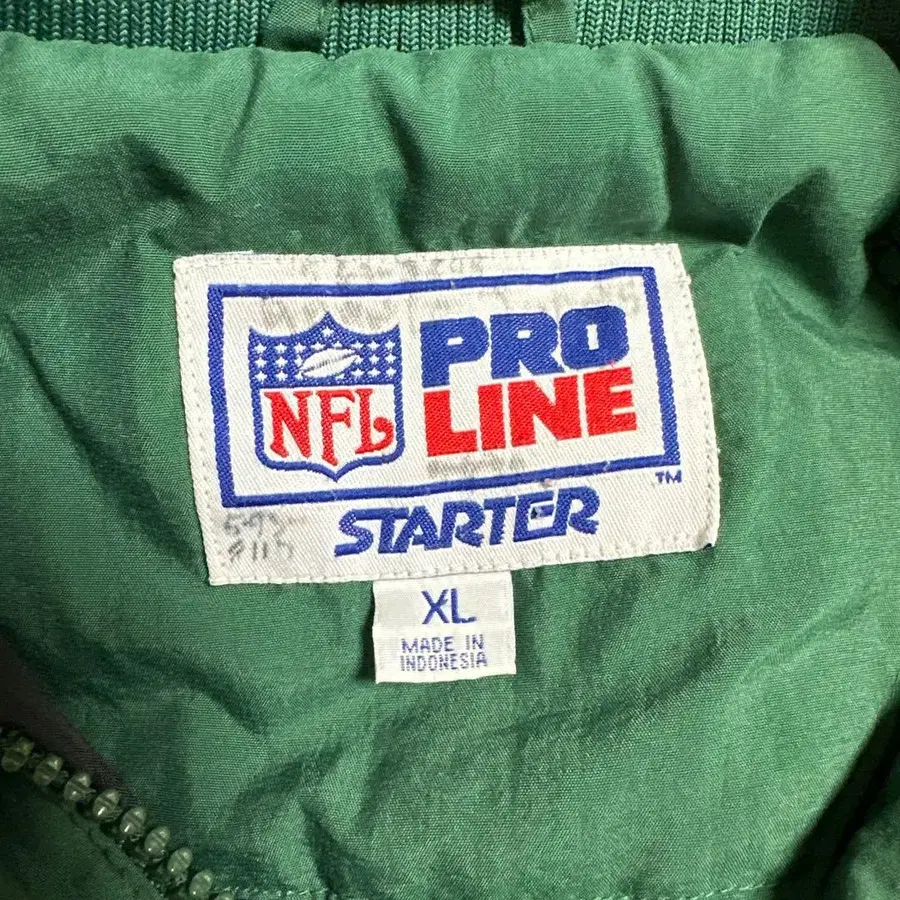 NFL
PRO
LINE
TM
STARTER
XL
MADE IN
INDONESIA